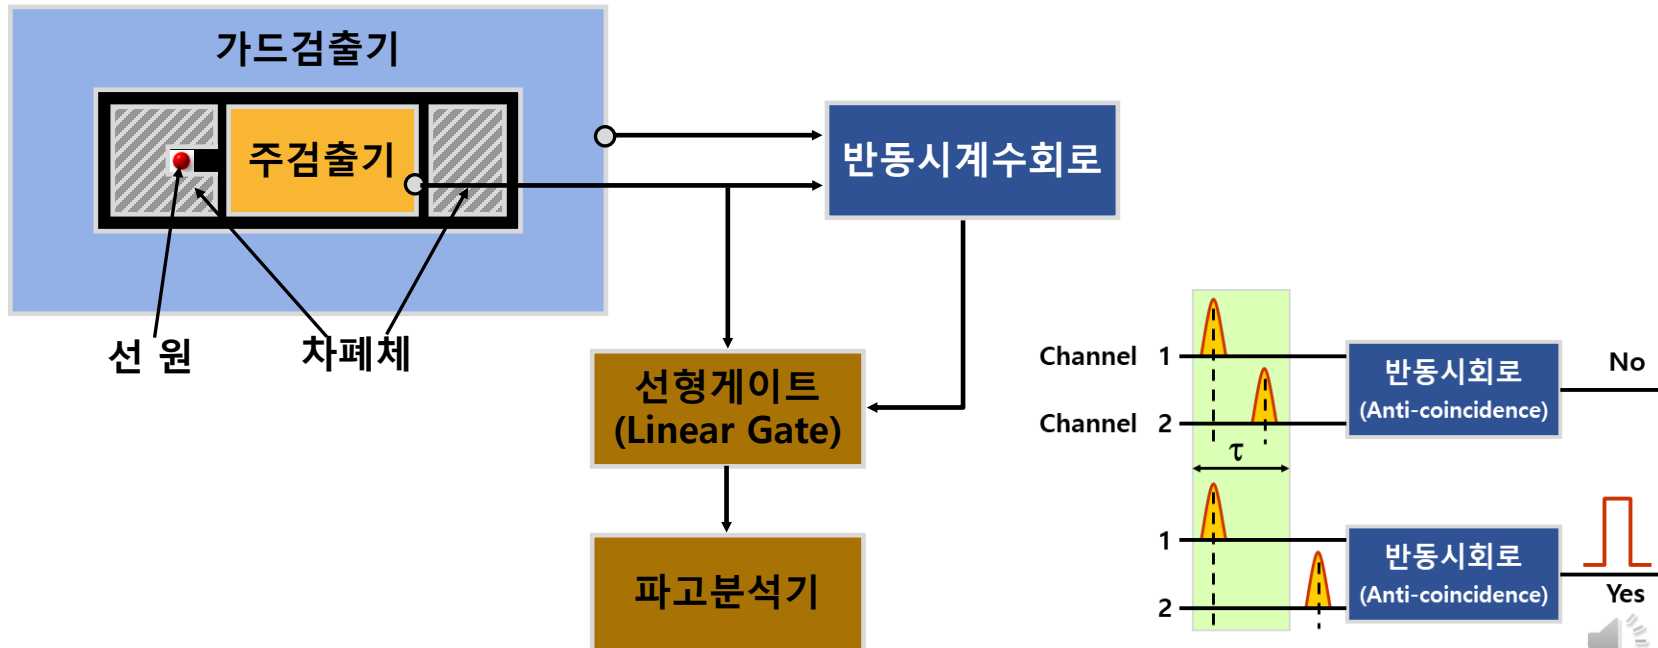 가드검출기
주검출기
반동시계수회로
선 원
차폐체
선형게이트
(Linear Gate)
파고분석기
Channel 1
Channel 2
반동시회로
(Anti-coincidence)
No
τ
1
2
반동시회로
(Anti-coincidence)
Yes